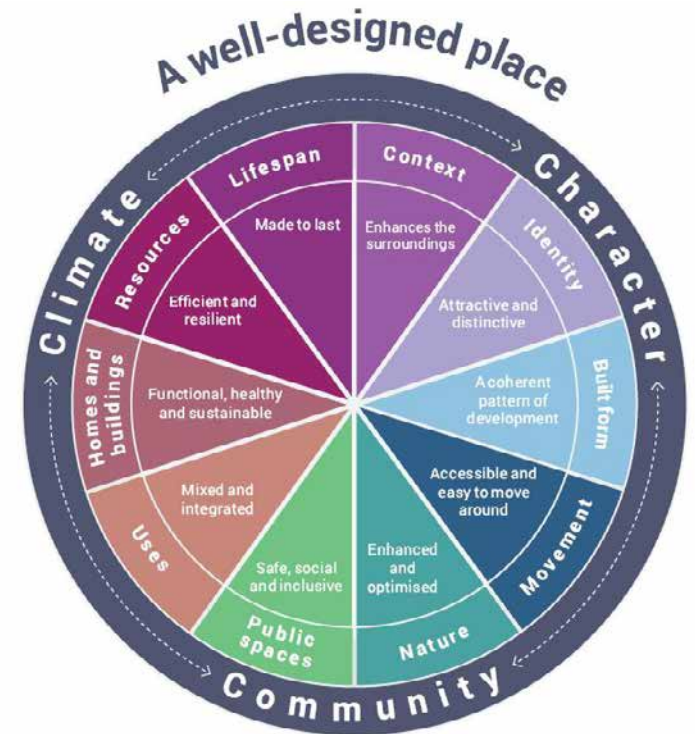 A well-designed place
Climate
Character
Community
Context
Enhances the
surroundings
Identity
Attractive and
distinctive
Built form
A coherent
pattern of
development
Movement
Accessible and
easy to move
around
Nature
Enhanced
and
optimised
Public
spaces
Safe, social
and inclusive
Uses
Mixed and
integrated
Homes and
buildings
Functional, healthy
and sustainable
Resources
Efficient and
resilient
Lifespan
Made to last